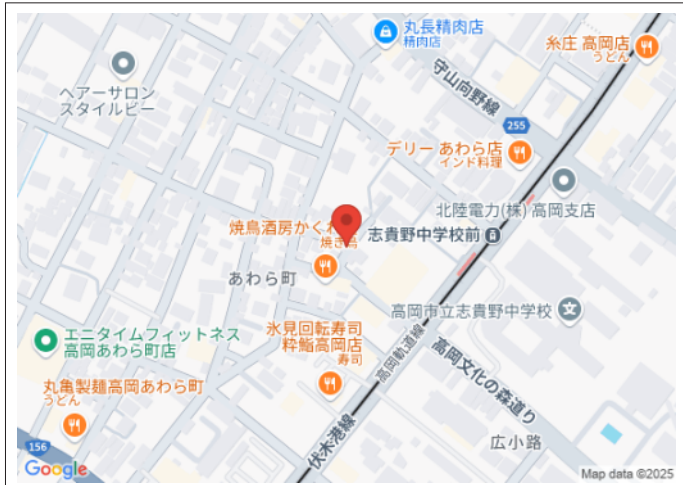 丸長精肉店
精肉店
糸庄 高岡店
うどん
ヘアーサロン
スタイルビー
守山向野線
255
デリー あわら店
インド料理
北陸電力(株) 高岡支店
焼鳥酒房かくれ
焼き鳥
志貴野中学校前
あわら町
高岡市立志貴野中学校
エニタイムフィットネス
高岡あわら町店
氷見回転寿司
粋鮨高岡店
寿司
高岡軌道線
高岡文化の森道り
丸亀製麺高岡あわら町
うどん
伏木港線
広小路
156
Google
Map data ©2025